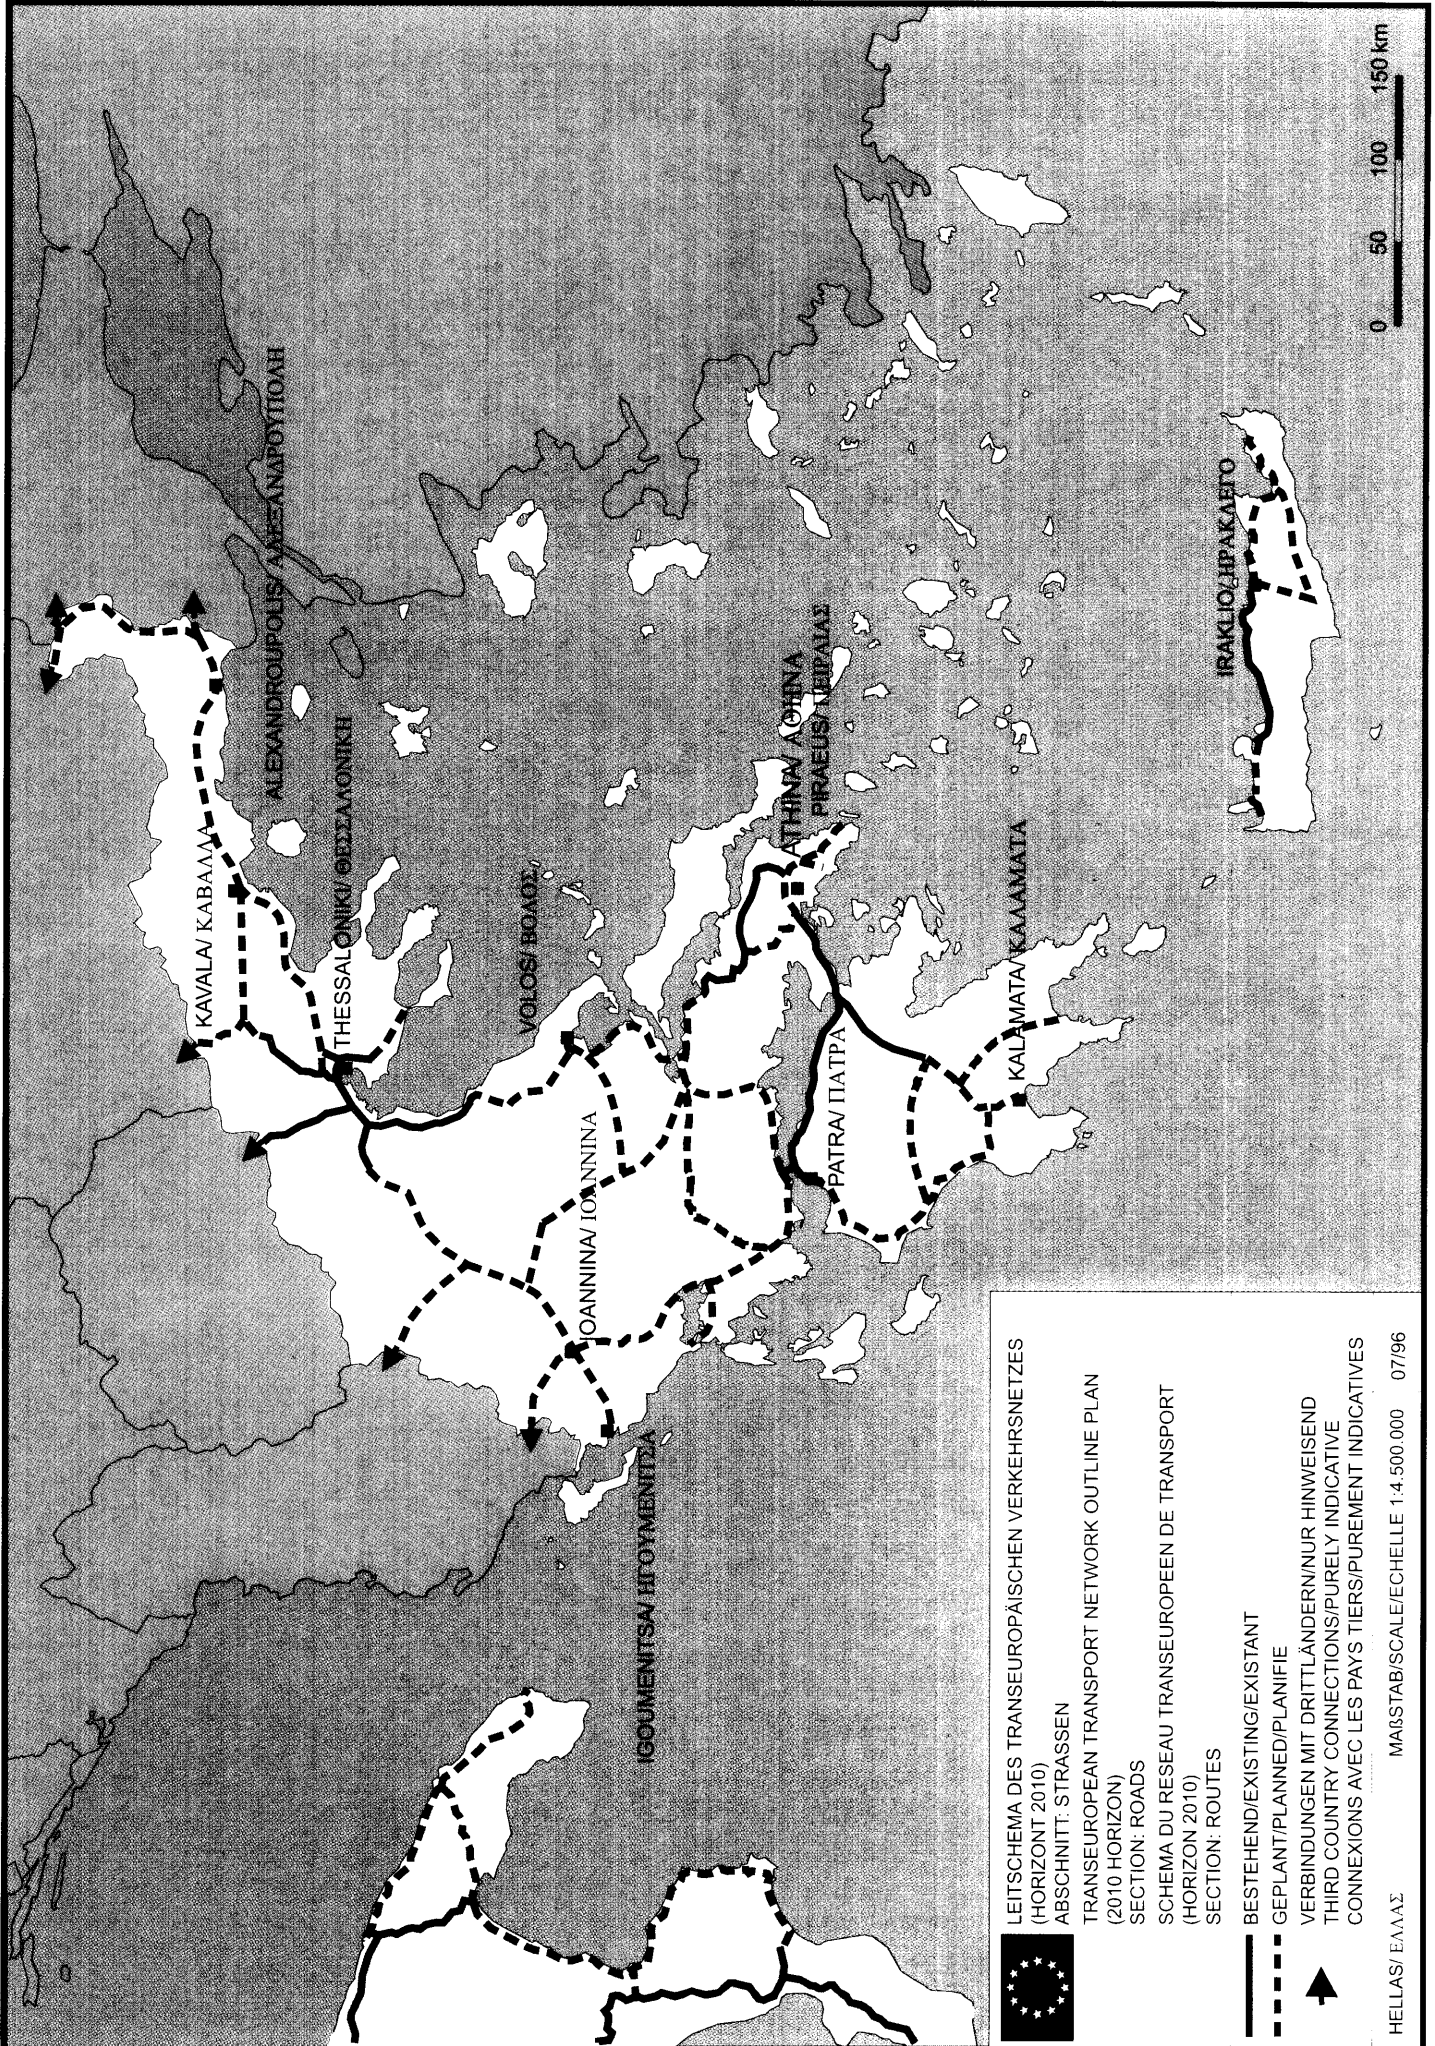 KAVALA/ ΚΑΒΑΛΑ
ALEXANDROUPOLIS/ ΑΛΕΞΑΝΔΡΟΥΠΟΛΗ
THESSALONIKI/ ΘΕΣΣΑΛΟΝΙΚΗ
VOLOS/ ΒΟΛΟΣ
IOANNINA/ ΙΟΑΝΝΙΝΑ
IGOUMENITSA/ ΗΓΟΥΜΕΝΙΤΣΑ
ATHINA/ ΑΘΗΝΑ
PIRAEUS/ ΠΕΙΡΑΙΑΣ
PATRA/ ΠΑΤΡΑ
KALAMATA/ ΚΑΛΑΜΑΤΑ
IRAKLIO/ ΗΡΑΚΛΕΓΟ
0 50 100 150 km
LEITSCHEMA DES TRANSEUROPÄISCHEN VERKEHRSNETZES
(HORIZONT 2010)
ABSCHNITT: STRASSEN
TRANSEUROPEAN TRANSPORT NETWORK OUTLINE PLAN
(2010 HORIZON)
SECTION: ROADS
SCHEMA DU RESEAU TRANSEUROPEEN DE TRANSPORT
(HORIZON 2010)
SECTION: ROUTES
BESTEHEND/EXISTING/EXISTANT
GEPLANT/PLANNED/PLANIFIE
VERBINDUNGEN MIT DRITTLÄNDERN/NUR HINWEISEND
THIRD COUNTRY CONNECTIONS/PURELY INDICATIVE
CONNEXIONS AVEC LES PAYS TIERS/PUREMENT INDICATIVES
HELLAS/ ΕΛΛΑΣ MAßSTAB/SCALE/ECHELLE 1:4.500.000 07/96